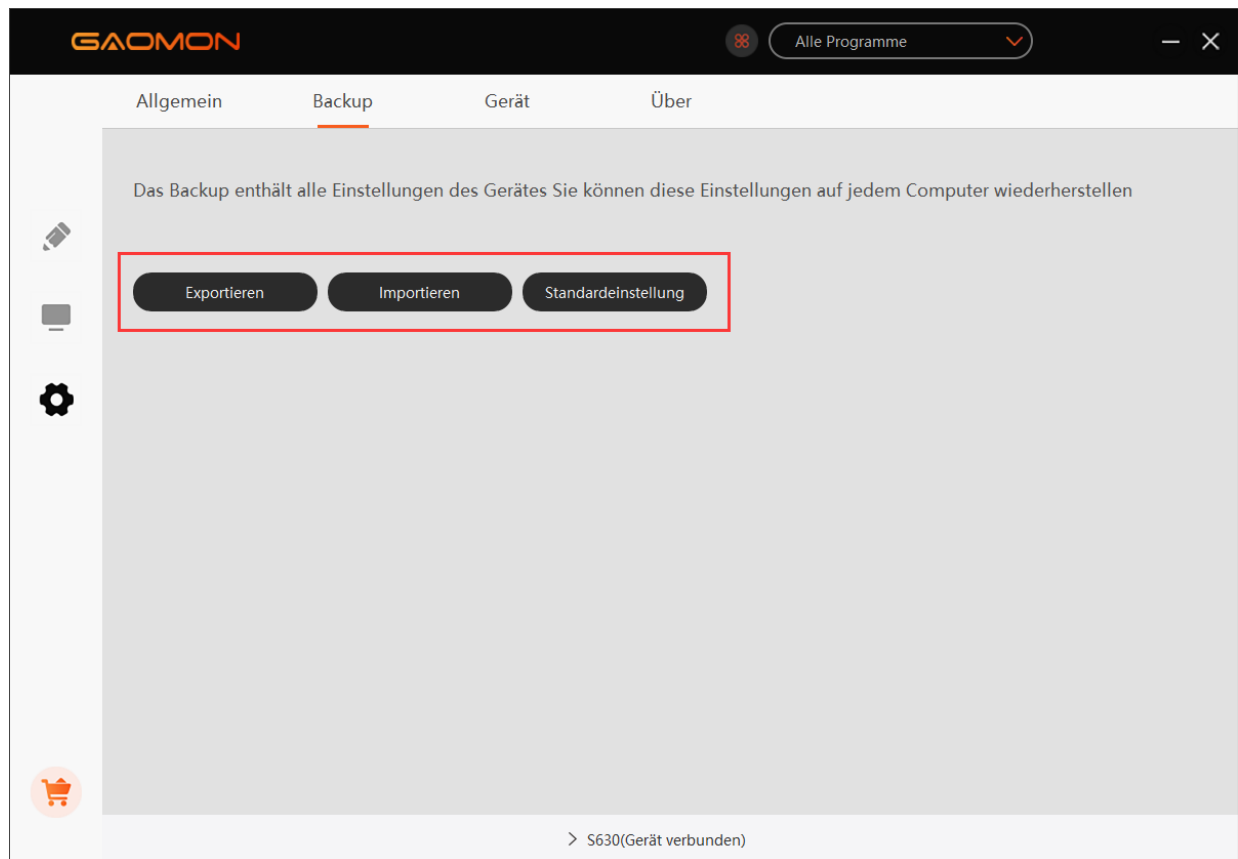 GAOMON
Alle Programme
Allgemein Backup Gerät Über
Das Backup enthält alle Einstellungen des Gerätes Sie können diese Einstellungen auf jedem Computer wiederherstellen
Exportieren Importieren Standardeinstellung
S630(Gerät verbunden)